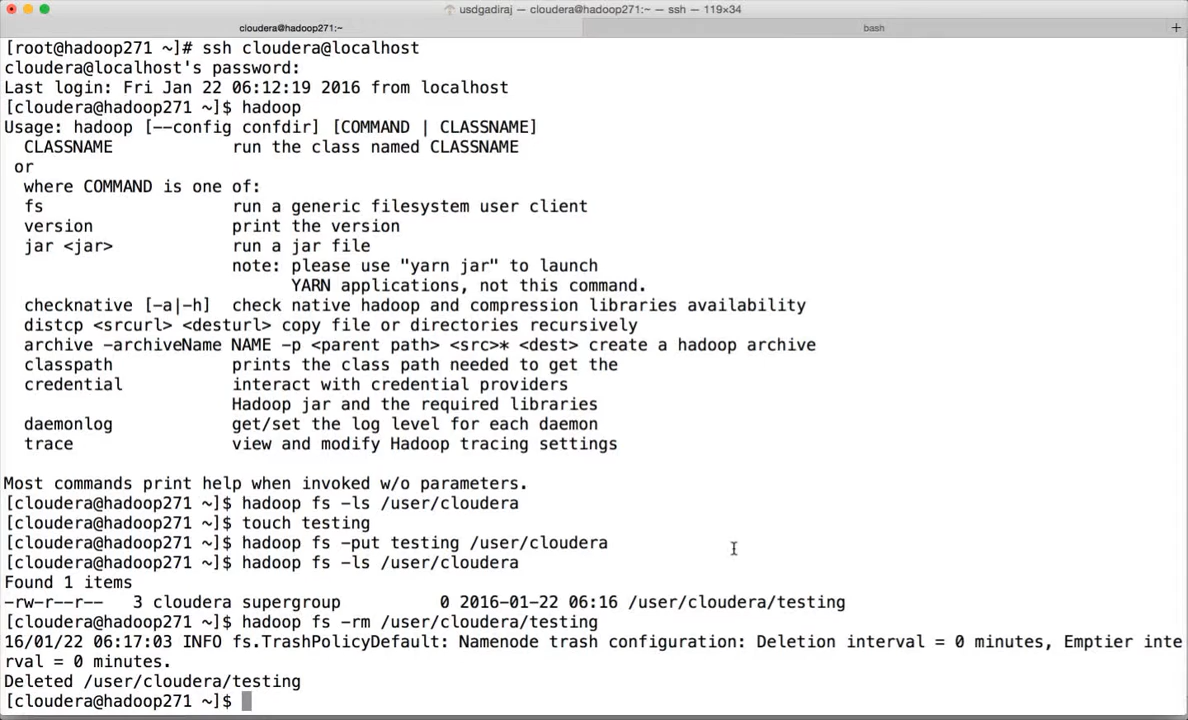 usdgadiraj — cloudera@hadoop271:~ — ssh — 119×34
cloudera@hadoop271:~ bash +
[root@hadoop271 ~]# ssh cloudera@localhost
cloudera@localhost's password:
Last login: Fri Jan 22 06:12:19 2016 from localhost
[cloudera@hadoop271 ~]$ hadoop
Usage: hadoop [--config confdir] [COMMAND | CLASSNAME]
  CLASSNAME            run the class named CLASSNAME
 or
  where COMMAND is one of:
  fs                   run a generic filesystem user client
  version              print the version
  jar <jar>            run a jar file
                       note: please use "yarn jar" to launch
                             YARN applications, not this command.
  checknative [-a|-h]  check native hadoop and compression libraries availability
  distcp <srcurl> <desturl> copy file or directories recursively
  archive -archiveName NAME -p <parent path> <src>* <dest> create a hadoop archive
  classpath            prints the class path needed to get the
  credential           interact with credential providers
                       Hadoop jar and the required libraries
  daemonlog            get/set the log level for each daemon
  trace                view and modify Hadoop tracing settings

Most commands print help when invoked w/o parameters.
[cloudera@hadoop271 ~]$ hadoop fs -ls /user/cloudera
[cloudera@hadoop271 ~]$ touch testing
[cloudera@hadoop271 ~]$ hadoop fs -put testing /user/cloudera
[cloudera@hadoop271 ~]$ hadoop fs -ls /user/cloudera
Found 1 items
-rw-r--r--   3 cloudera supergroup          0 2016-01-22 06:16 /user/cloudera/testing
[cloudera@hadoop271 ~]$ hadoop fs -rm /user/cloudera/testing
16/01/22 06:17:03 INFO fs.TrashPolicyDefault: Namenode trash configuration: Deletion interval = 0 minutes, Emptier inte
rval = 0 minutes.
Deleted /user/cloudera/testing
[cloudera@hadoop271 ~]$